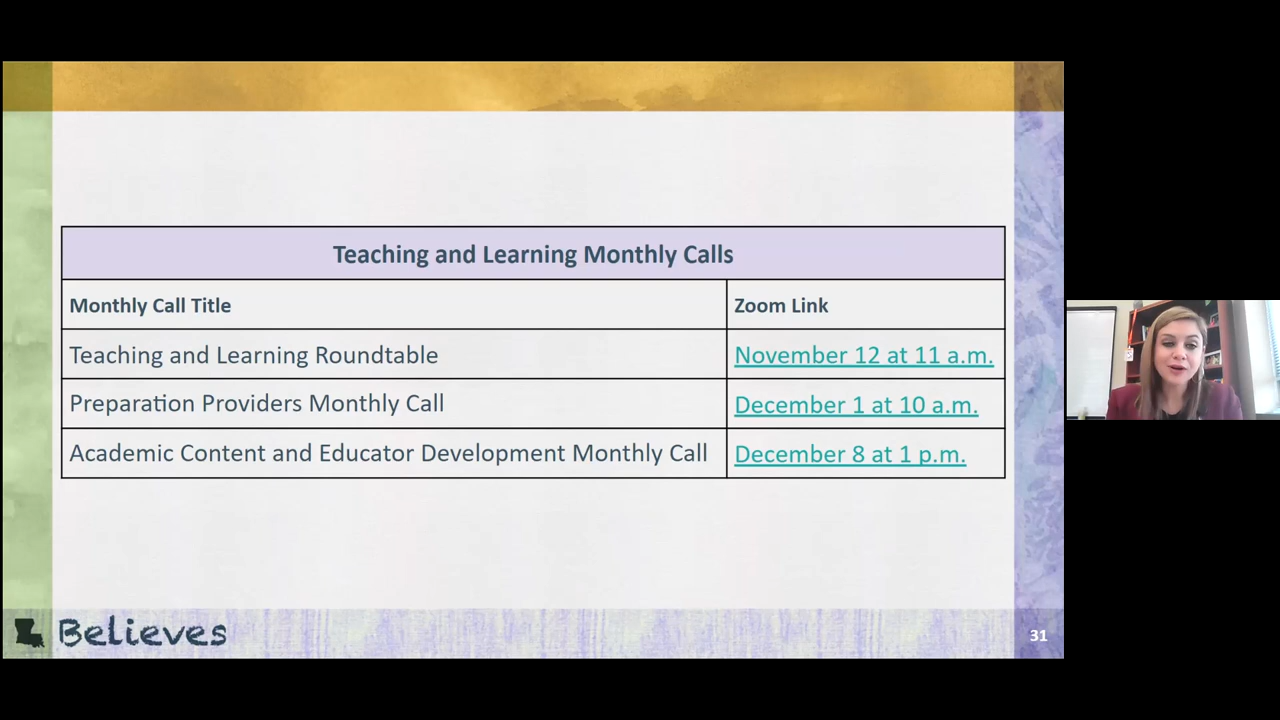 Teaching and Learning Monthly Calls
Monthly Call Title Zoom Link
Teaching and Learning Roundtable November 12 at 11 a.m.
Preparation Providers Monthly Call December 1 at 10 a.m.
Academic Content and Educator Development Monthly Call December 8 at 1 p.m.
Believes
31